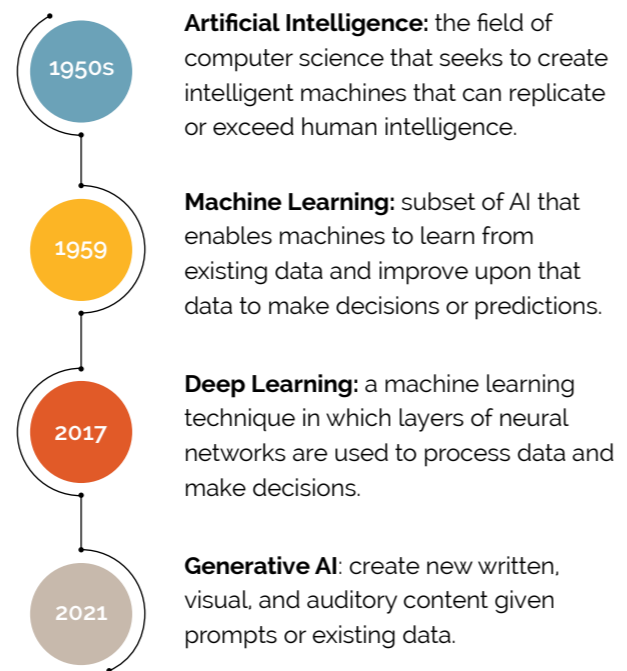 1950s
Artificial Intelligence: the field of
computer science that seeks to create
intelligent machines that can replicate
or exceed human intelligence.
1959
Machine Learning: subset of AI that
enables machines to learn from
existing data and improve upon that
data to make decisions or predictions.
2017
Deep Learning: a machine learning
technique in which layers of neural
networks are used to process data and
make decisions.
2021
Generative AI: create new written,
visual, and auditory content given
prompts or existing data.